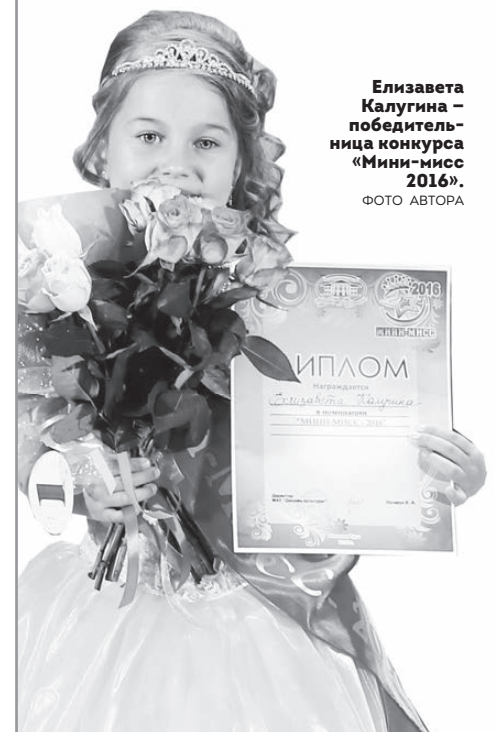 Елизавета
Калугина –
победитель-
ница конкурса
«Мини-мисс
2016».
ФОТО АВТОРА
2016
МИНИ-МИСС
ДИПЛОМ
Награждается
Елизавета Калугина
в номинации
"МИНИ-МИСС - 2016"
Директор